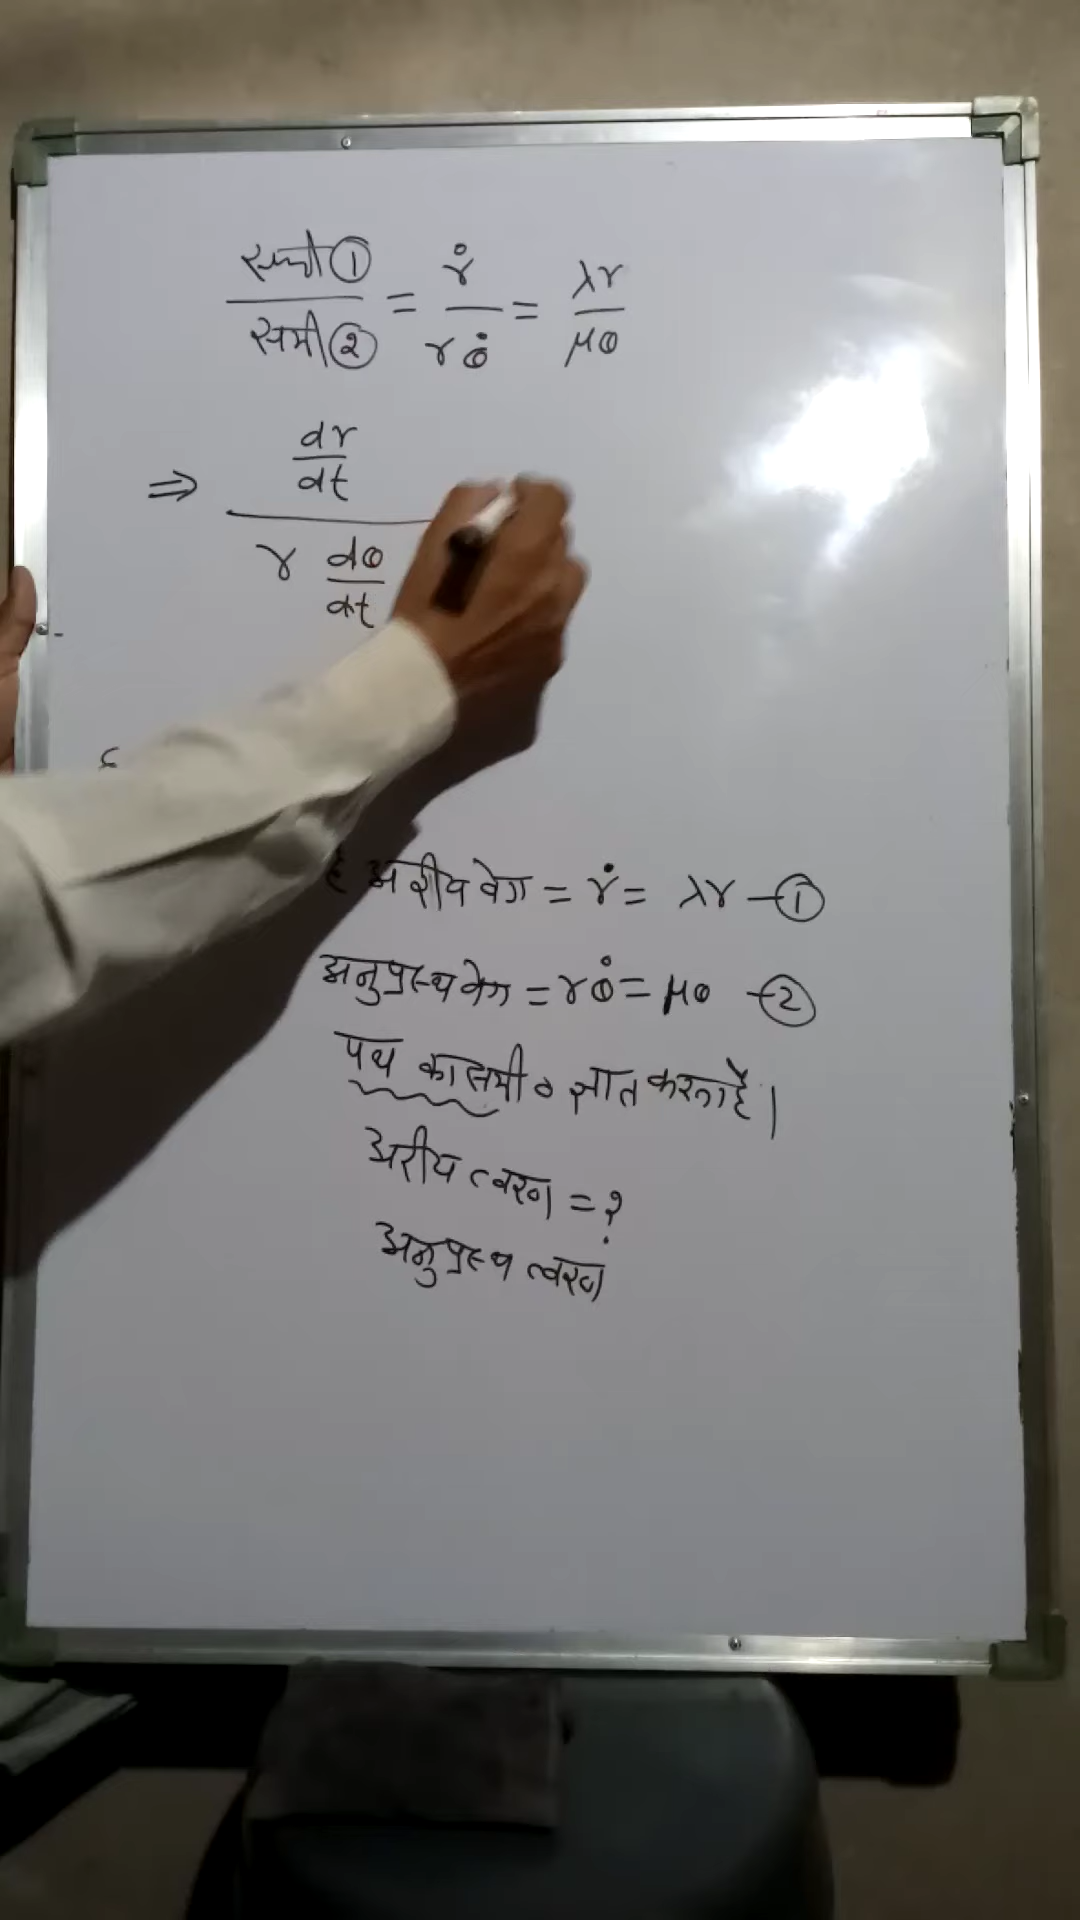 समी ① / समी ② = ṙ / rθ̇ = λr / μθ
⇒ dr/dt / r dθ/dt
है अरीय वेग = ṙ = λr —①
अनुप्रस्थ वेग = rθ̇ = μθ —②
पथ का समी० ज्ञात करना है।
अरीय त्वरण = ?
अनुप्रस्थ त्वरण